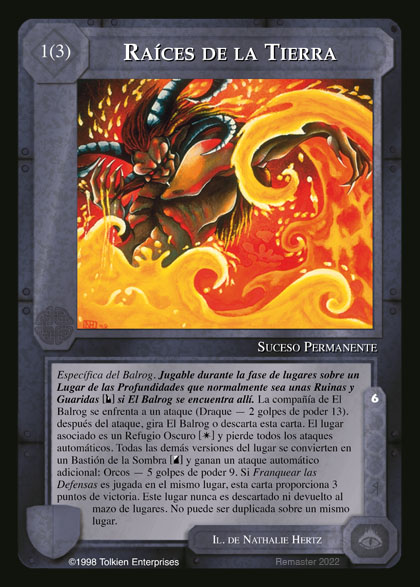 1(3)
Raíces de la Tierra
Suceso Permanente
Específica del Balrog. Jugable durante la fase de lugares sobre un
Lugar de las Profundidades que normalmente sea unas Ruinas y
Guaridas [] si El Balrog se encuentra allí. La compañía de El
Balrog se enfrenta a un ataque (Draque — 2 golpes de poder 13).
después del ataque, gira El Balrog o descarta esta carta. El lugar
asociado es un Refugio Oscuro [] y pierde todos los ataques
automáticos. Todas las demás versiones del lugar se convierten en
un Bastión de la Sombra [] y ganan un ataque automático
adicional: Orcos — 5 golpes de poder 9. Si Franquear las
Defensas es jugada en el mismo lugar, esta carta proporciona 3
puntos de victoria. Este lugar nunca es descartado ni devuelto al
mazo de lugares. No puede ser duplicada sobre un mismo
lugar.
6
Il. de Nathalie Hertz
©1998 Tolkien Enterprises
Remaster 2022